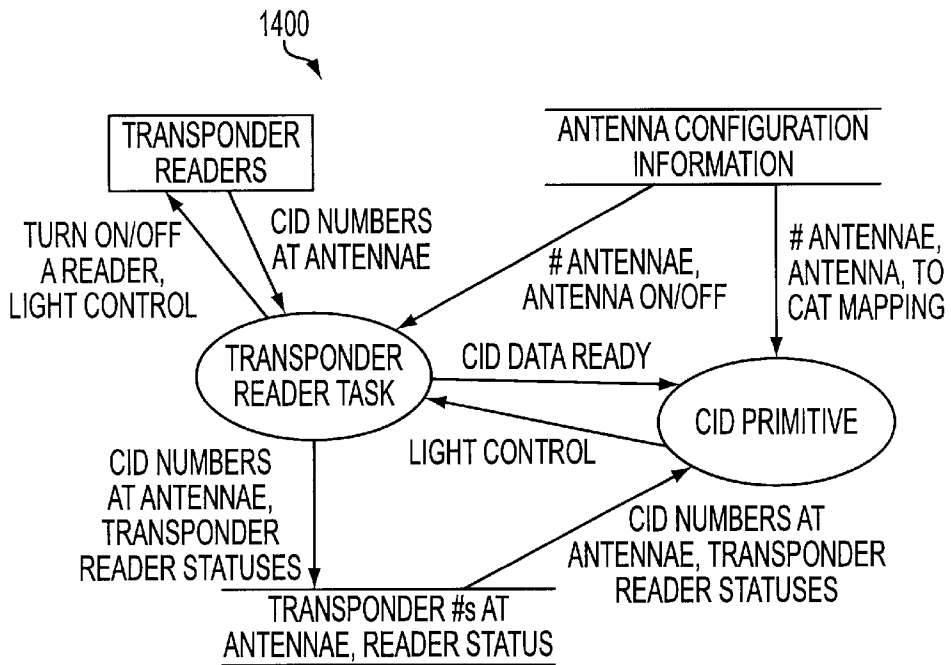 1400
TRANSPONDER
READERS
ANTENNA CONFIGURATION
INFORMATION
TURN ON/OFF
A READER,
LIGHT CONTROL
CID NUMBERS
AT ANTENNAE
# ANTENNAE,
ANTENNA ON/OFF
# ANTENNAE,
ANTENNA, TO
CAT MAPPING
TRANSPONDER
READER TASK
CID DATA READY
CID PRIMITIVE
LIGHT CONTROL
CID NUMBERS
AT ANTENNAE,
TRANSPONDER
READER STATUSES
CID NUMBERS AT
ANTENNAE, TRANSPONDER
READER STATUSES
TRANSPONDER #s AT
ANTENNAE, READER STATUS